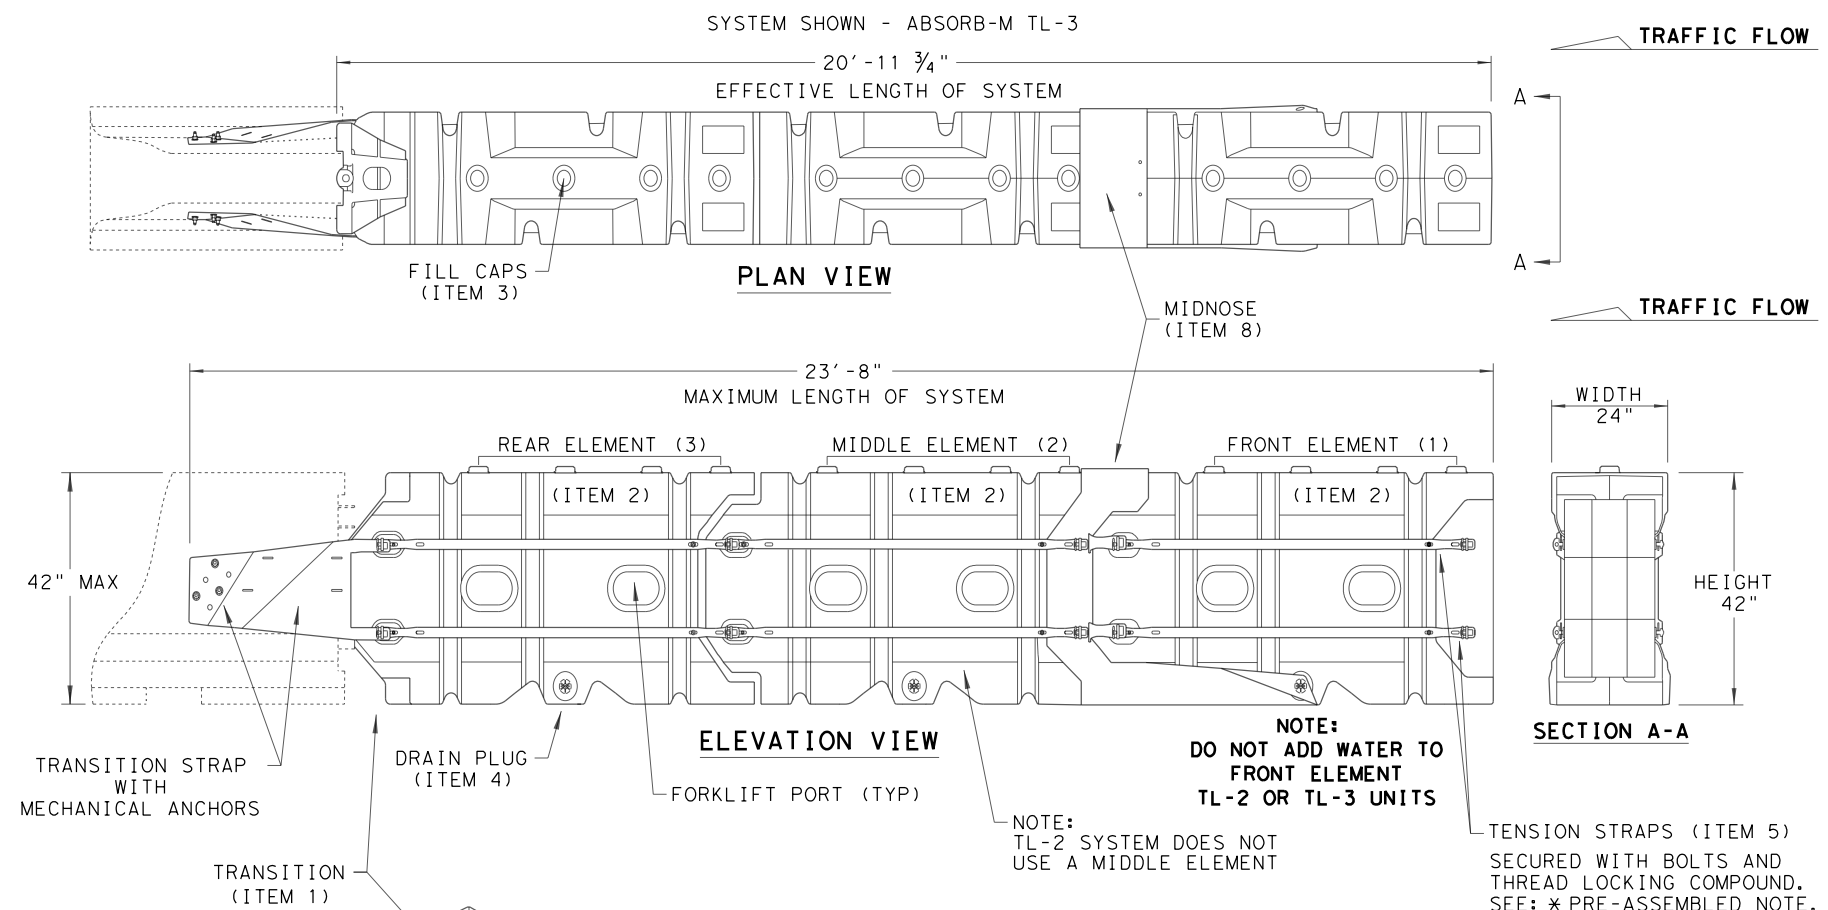 SYSTEM SHOWN - ABSORB-M TL-3
TRAFFIC FLOW
20'-11 3/4"
EFFECTIVE LENGTH OF SYSTEM
A
A
FILL CAPS
(ITEM 3)
PLAN VIEW
MIDNOSE
(ITEM 8)
TRAFFIC FLOW
23'-8"
MAXIMUM LENGTH OF SYSTEM
WIDTH
24"
REAR ELEMENT (3)
MIDDLE ELEMENT (2)
FRONT ELEMENT (1)
(ITEM 2)
(ITEM 2)
(ITEM 2)
42" MAX
HEIGHT
42"
TRANSITION STRAP
WITH
MECHANICAL ANCHORS
DRAIN PLUG
(ITEM 4)
ELEVATION VIEW
FORKLIFT PORT (TYP)
NOTE:
DO NOT ADD WATER TO
FRONT ELEMENT
TL-2 OR TL-3 UNITS
SECTION A-A
NOTE:
TL-2 SYSTEM DOES NOT
USE A MIDDLE ELEMENT
TENSION STRAPS (ITEM 5)
SECURED WITH BOLTS AND
THREAD LOCKING COMPOUND.
SEE: * PRE-ASSEMBLED NOTE.
TRANSITION
(ITEM 1)